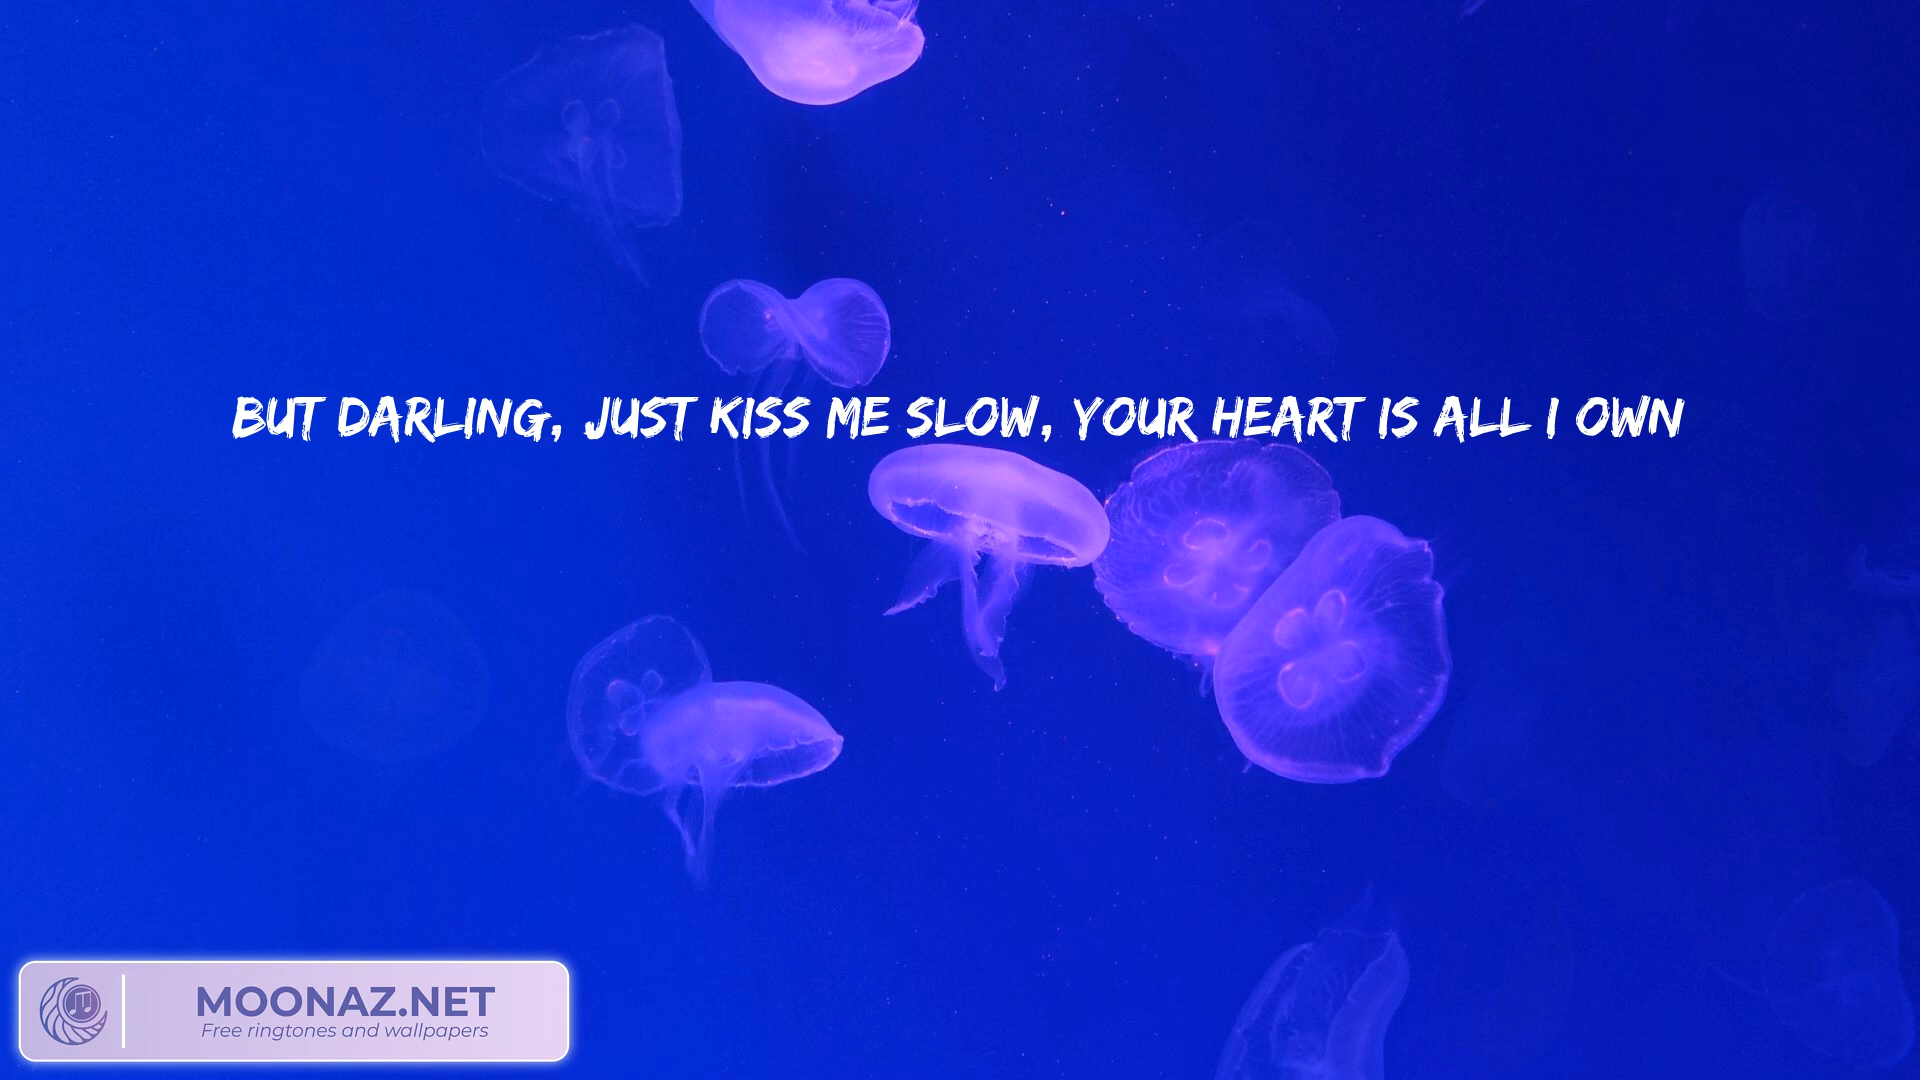 BUT DARLING, JUST KISS ME SLOW, YOUR HEART IS ALL I OWN
MOONAZ.NET
Free ringtones and wallpapers